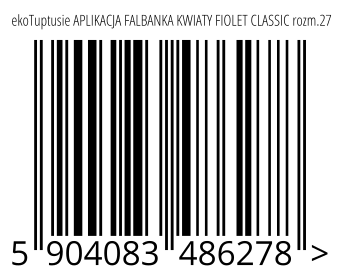 ekoTuptusie APLIKACJA FALBANKA KWIATY FIOLET CLASSIC rozm.27
5 904083 486278 >